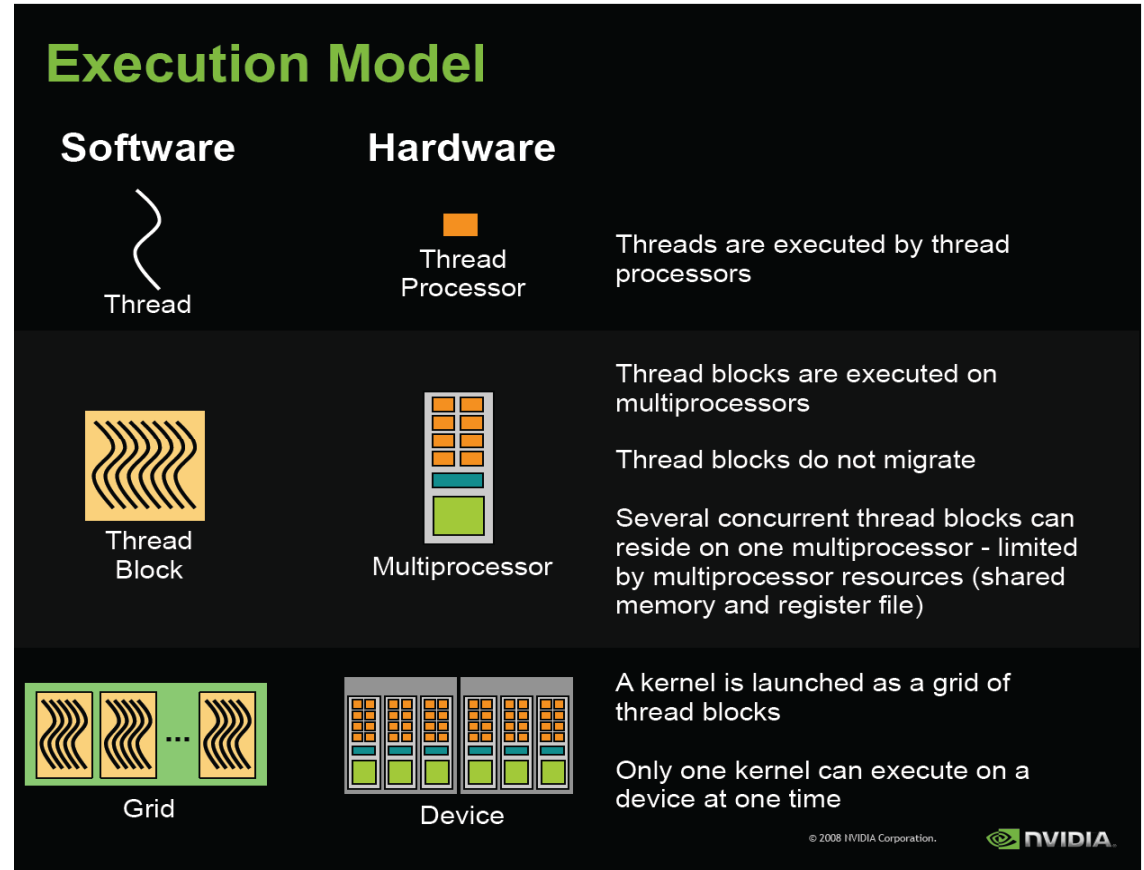 Execution Model
Software
Hardware
Thread
Thread
Processor
Threads are executed by thread
processors
Thread
Block
Multiprocessor
Thread blocks are executed on
multiprocessors
Thread blocks do not migrate
Several concurrent thread blocks can
reside on one multiprocessor - limited
by multiprocessor resources (shared
memory and register file)
...
Grid
Device
A kernel is launched as a grid of
thread blocks
Only one kernel can execute on a
device at one time
© 2008 NVIDIA Corporation.
NVIDIA.